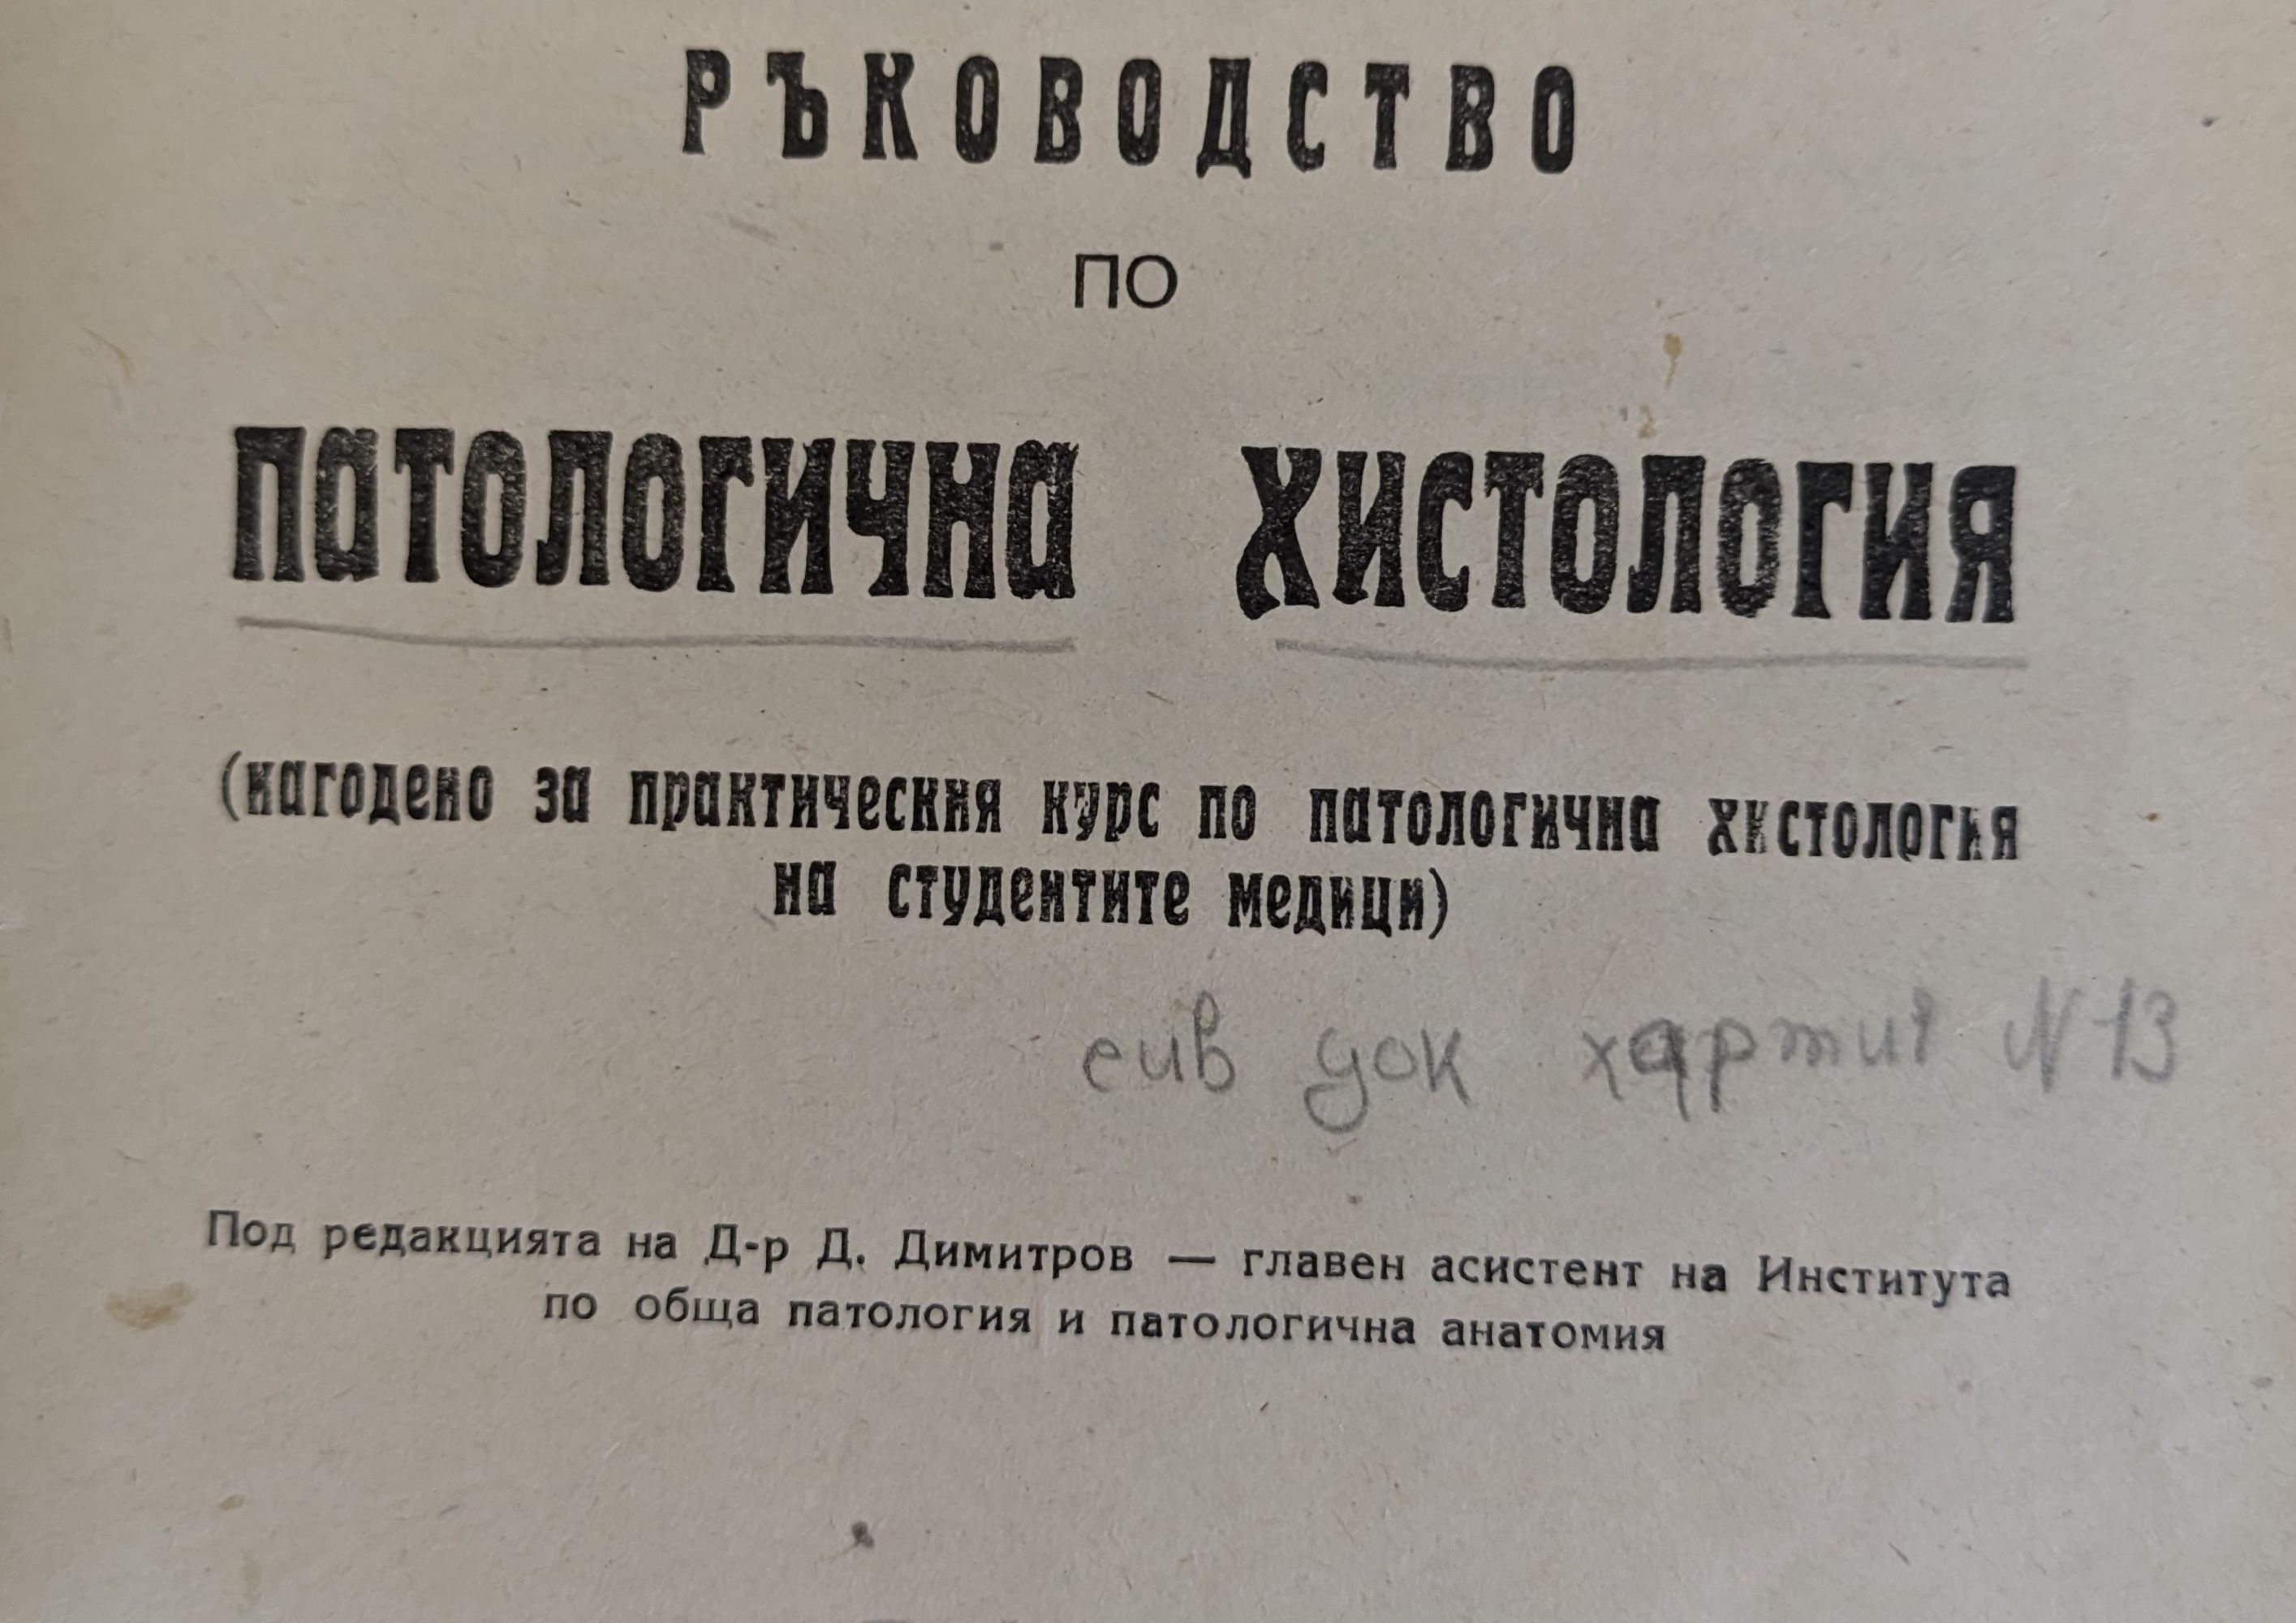 РЪКОВОДСТВО
ПО
ПАТОЛОГИЧНА ХИСТОЛОГИЯ
(нагодено за практическия курс по патологична хистология
на студентите медици)
сив док хартия N 13
Под редакцията на Д-р Д. Димитров — главен асистент на Института
по обща патология и патологична анатомия